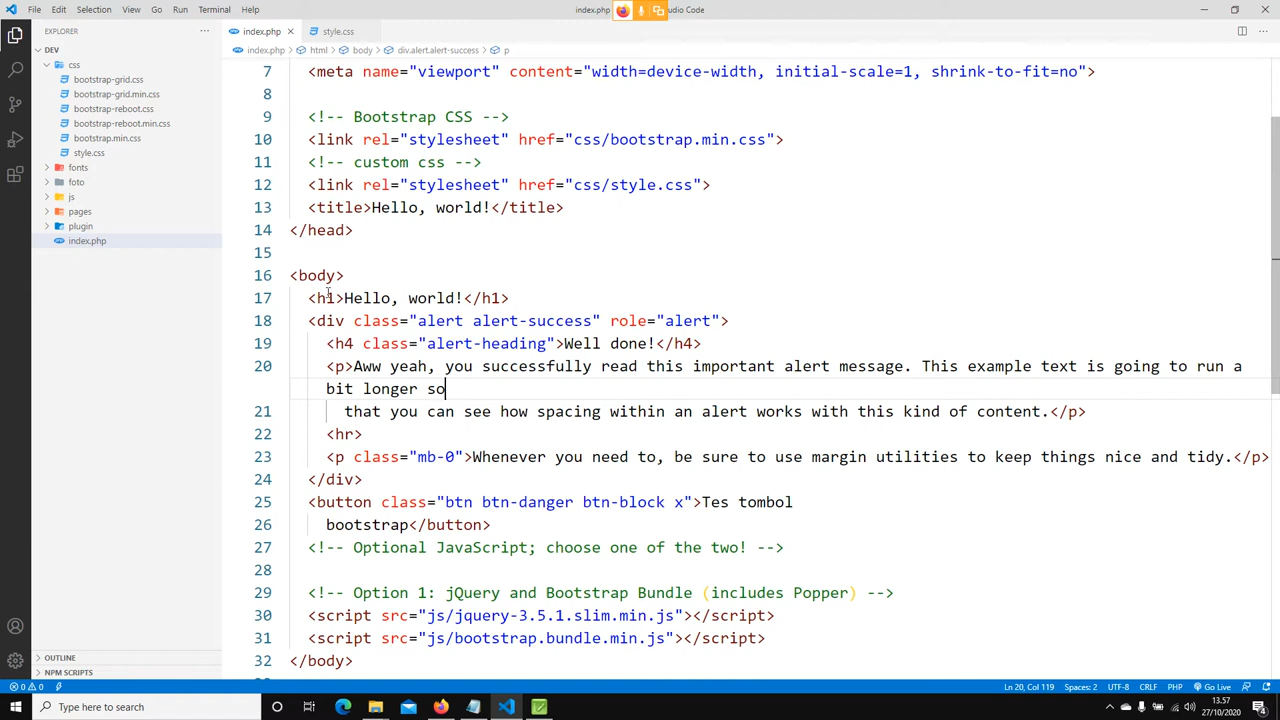 File Edit Selection View Go Run Terminal Help
index.php
udio Code
EXPLORER
index.php
style.css
DEV
index.php > html > body > div.alert.alert-success > p
css
bootstrap-grid.css
bootstrap-grid.min.css
bootstrap-reboot.css
bootstrap-reboot.min.css
bootstrap.min.css
style.css
fonts
foto
js
pages
plugin
index.php
7 <meta name="viewport" content="width=device-width, initial-scale=1, shrink-to-fit=no">
8
9 <!-- Bootstrap CSS -->
10 <link rel="stylesheet" href="css/bootstrap.min.css">
11 <!-- custom css -->
12 <link rel="stylesheet" href="css/style.css">
13 <title>Hello, world!</title>
14 </head>
15
16 <body>
17 <h1>Hello, world!</h1>
18 <div class="alert alert-success" role="alert">
19 <h4 class="alert-heading">Well done!</h4>
20 <p>Aww yeah, you successfully read this important alert message. This example text is going to run a
bit longer so
21 that you can see how spacing within an alert works with this kind of content.</p>
22 <hr>
23 <p class="mb-0">Whenever you need to, be sure to use margin utilities to keep things nice and tidy.</p>
24 </div>
25 <button class="btn btn-danger btn-block x">Tes tombol
26 bootstrap</button>
27 <!-- Optional JavaScript; choose one of the two! -->
28
29 <!-- Option 1: jQuery and Bootstrap Bundle (includes Popper) -->
30 <script src="js/jquery-3.5.1.slim.min.js"></script>
31 <script src="js/bootstrap.bundle.min.js"></script>
32 </body>
OUTLINE
NPM SCRIPTS
0 0
Ln 20, Col 119 Spaces: 2 UTF-8 CRLF PHP Go Live
Type here to search
13.57
27/10/2020
4